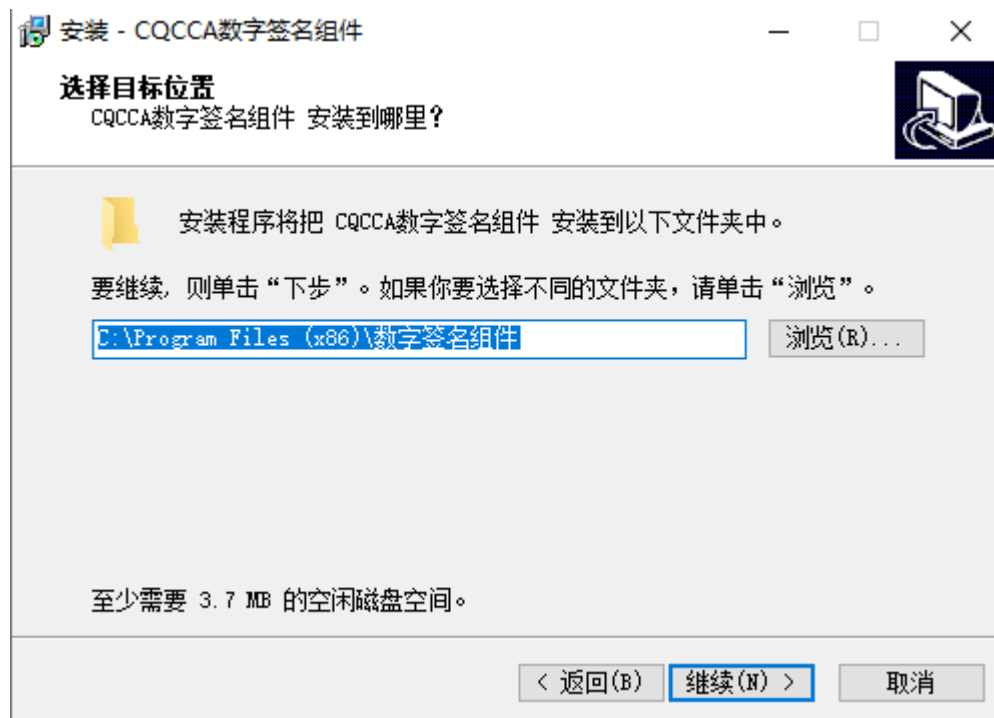 安装 - CQCCA数字签名组件
选择目标位置
CQCCA数字签名组件 安装到哪里?
安装程序将把 CQCCA数字签名组件 安装到以下文件夹中。
要继续, 则单击“下步”。如果你要选择不同的文件夹，请单击“浏览”。
C:\Program Files (x86)\数字签名组件
浏览(R)...
至少需要 3.7 MB 的空闲磁盘空间。
< 返回(B) 继续(N) > 取消